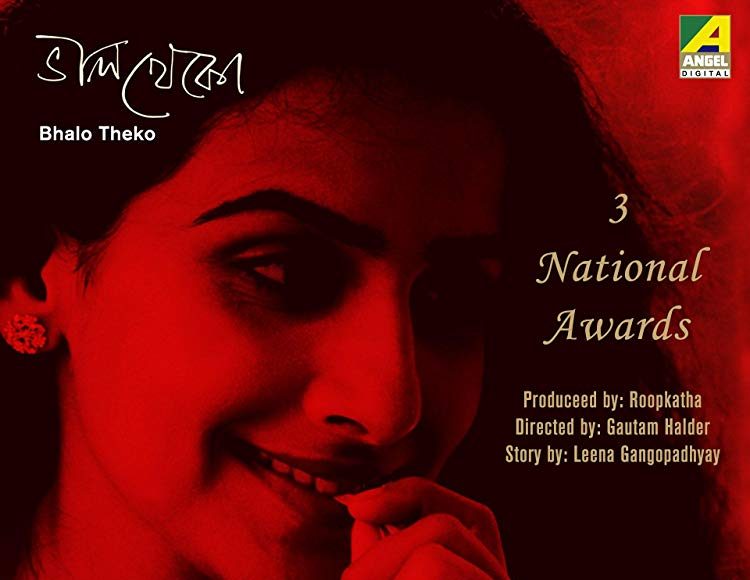 ভাল থেকো
Bhalo Theko
A
ANGEL
DIGITAL
3
National
Awards
Produceed by: Roopkatha
Directed by: Gautam Halder
Story by: Leena Gangopadhyay